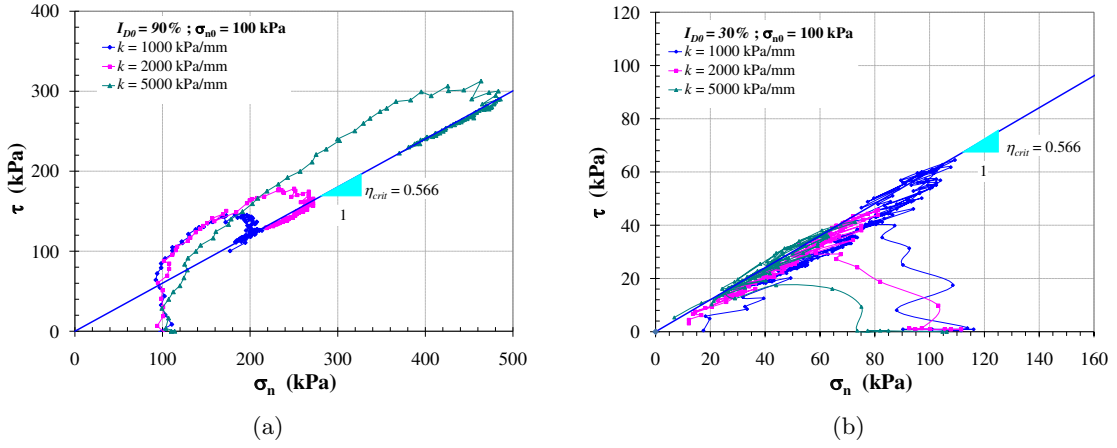 I_D0 = 90% ; σ_n0 = 100 kPa
k = 1000 kPa/mm
k = 2000 kPa/mm
k = 5000 kPa/mm
400
300
200
100
0
τ (kPa)
η_crit = 0.566
1
0 100 200 300 400 500
σ_n (kPa)
(a)
I_D0 = 30% ; σ_n0 = 100 kPa
k = 1000 kPa/mm
k = 2000 kPa/mm
k = 5000 kPa/mm
120
100
80
60
40
20
0
τ (kPa)
η_crit = 0.566
1
0 20 40 60 80 100 120 140 160
σ_n (kPa)
(b)